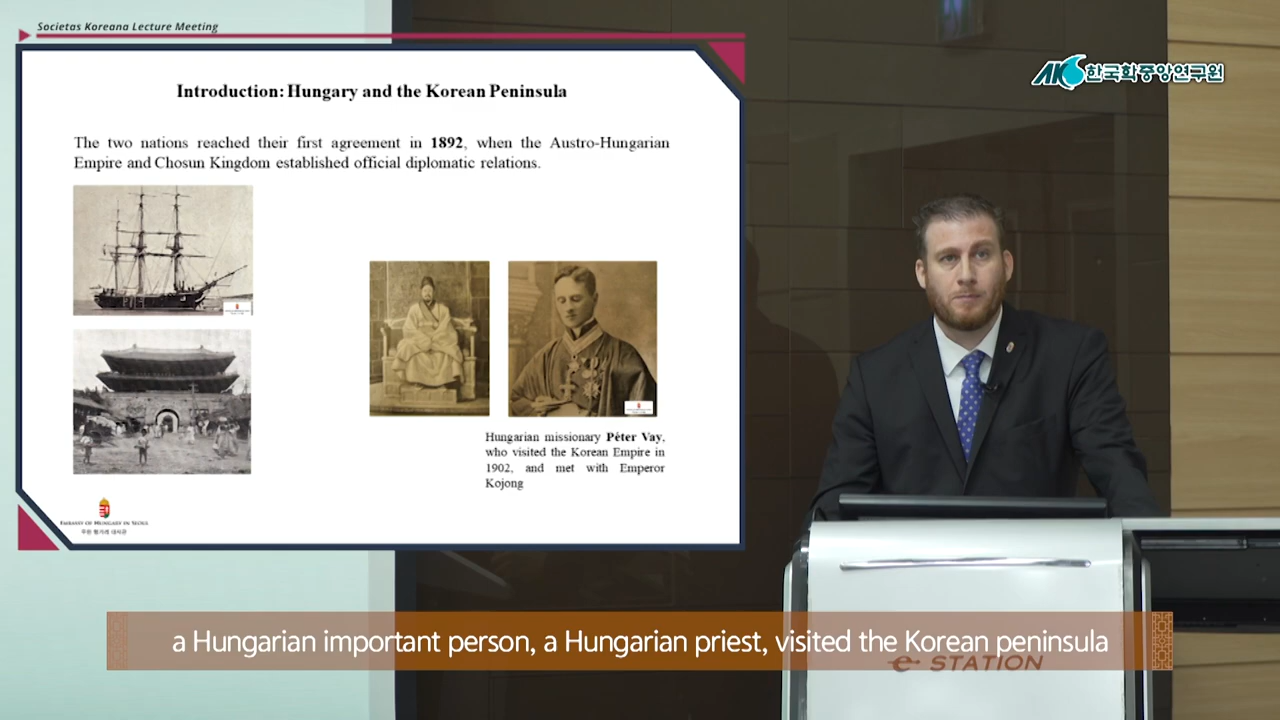 Societas Koreana Lecture Meeting
AKS 한국학중앙연구원
Introduction: Hungary and the Korean Peninsula
The two nations reached their first agreement in 1892, when the Austro-Hungarian
Empire and Chosun Kingdom established official diplomatic relations.
Hungarian missionary Péter Vay,
who visited the Korean Empire in
1902, and met with Emperor
Kojong
EMBASSY OF HUNGARY IN SEOUL
주한 헝가리 대사관
a Hungarian important person, a Hungarian priest, visited the Korean peninsula
e-STATION